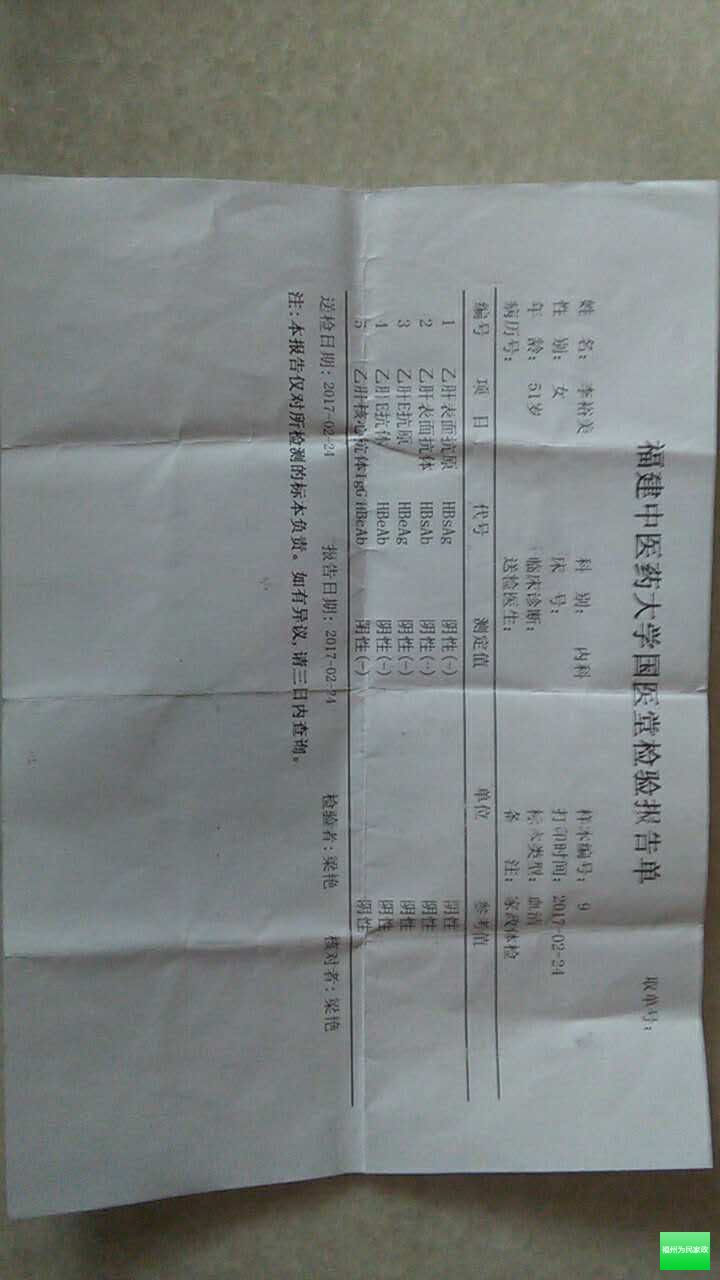 福建中医药大学国医堂检验报告单
取单号：
姓 名：李裕美 科 别：内科 样本编号：9
性 别：女 床 号： 打印时间：2017-02-24
年 龄：51岁 临床诊断： 标本类型：血清
病历号： 送检医生： 备 注：家政体检
编号 项 目 代号 测定值 单位 参考值
1 乙肝表面抗原 HBsAg 阴性(-) 阴性
2 乙肝表面抗体 HBsAb 阴性(-) 阴性
3 乙肝E抗原 HBeAg 阴性(-) 阴性
4 乙肝E抗体 HBeAb 阴性(-) 阴性
5 乙肝核心抗体IgG HBcAb 阴性(-) 阴性
送检日期：2017-02-24 报告日期：2017-02-24 检验者：梁艳 核对者：梁艳
注：本报告仅对所检测的标本负责。如有异议，请三日内查询。
福州为民家政